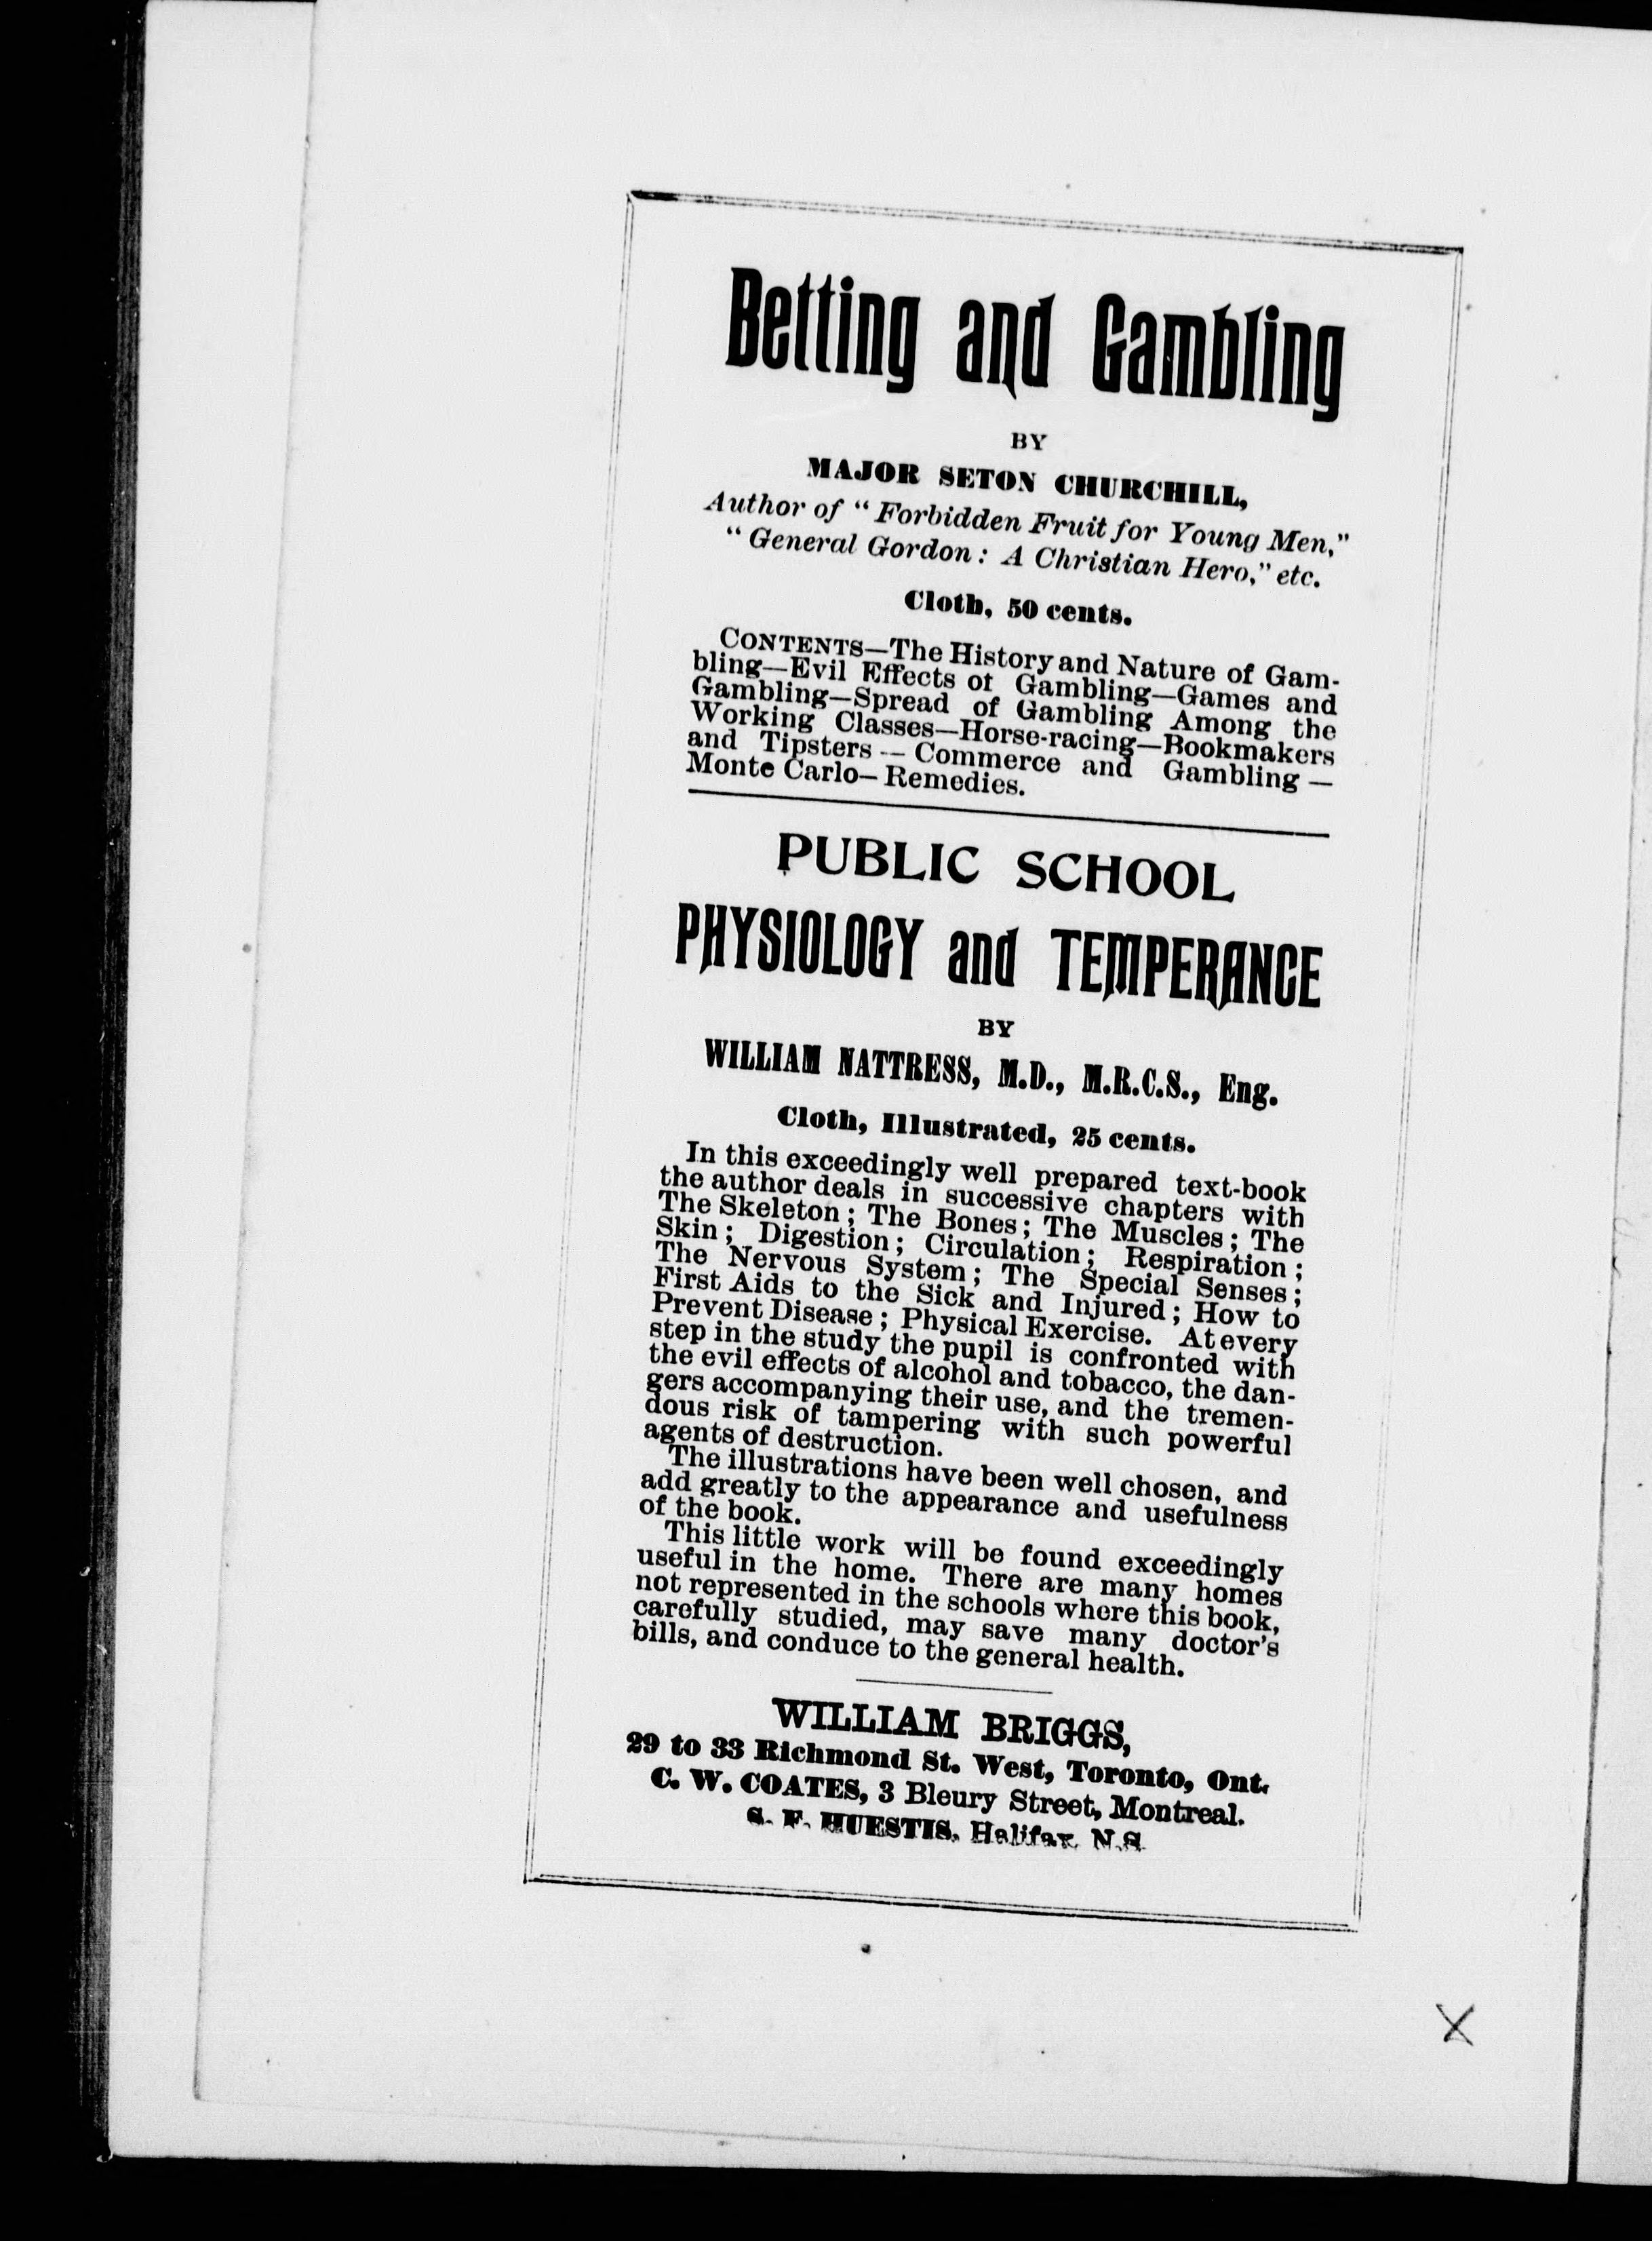 Betting and Gambling
BY
MAJOR SETON CHURCHILL,
Author of "Forbidden Fruit for Young Men,"
"General Gordon: A Christian Hero," etc.
Cloth, 50 cents.
CONTENTS—The History and Nature of Gam-
bling—Evil Effects ot Gambling—Games and
Gambling—Spread of Gambling Among the
Working Classes—Horse-racing—Bookmakers
and Tipsters — Commerce and Gambling —
Monte Carlo—Remedies.
PUBLIC SCHOOL
PHYSIOLOGY and TEMPERANCE
BY
WILLIAM NATTRESS, M.D., M.R.C.S., Eng.
Cloth, Illustrated, 25 cents.
In this exceedingly well prepared text-book
the author deals in successive chapters with
The Skeleton; The Bones; The Muscles; The
Skin; Digestion; Circulation; Respiration;
The Nervous System; The Special Senses;
First Aids to the Sick and Injured; How to
Prevent Disease; Physical Exercise. At every
step in the study the pupil is confronted with
the evil effects of alcohol and tobacco, the dan-
gers accompanying their use, and the tremen-
dous risk of tampering with such powerful
agents of destruction.
The illustrations have been well chosen, and
add greatly to the appearance and usefulness
of the book.
This little work will be found exceedingly
useful in the home. There are many homes
not represented in the schools where this book,
carefully studied, may save many doctor's
bills, and conduce to the general health.
WILLIAM BRIGGS,
29 to 33 Richmond St. West, Toronto, Ont.
C. W. COATES, 3 Bleury Street, Montreal.
S. F. HUESTIS, Halifax, N.S.
X